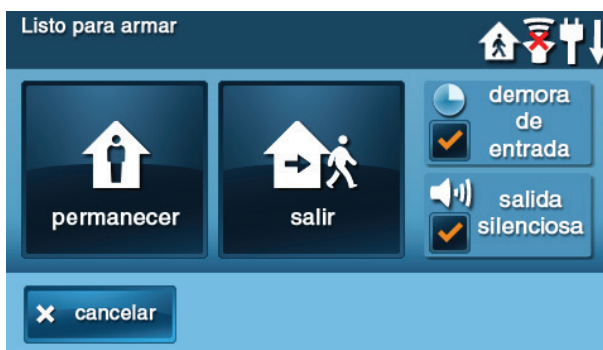 Listo para armar
permanecer
salir
demora
de
entrada
salida
silenciosa
cancelar